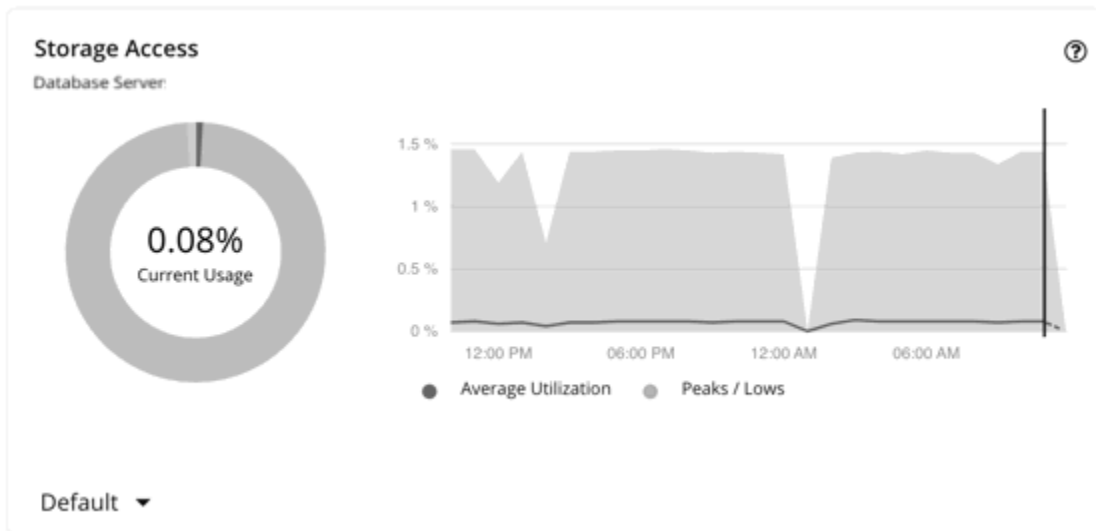 Storage Access
Database Server
0.08%
Current Usage
1.5 %
1 %
0.5 %
0 %
12:00 PM 06:00 PM 12:00 AM 06:00 AM
Average Utilization Peaks / Lows
Default